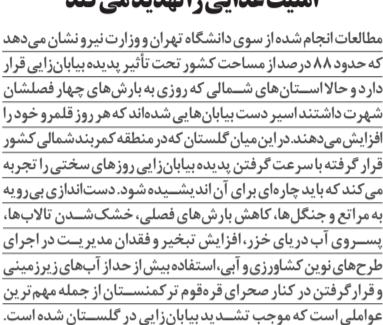 امنیت غذایی را تهدید می کند
مطالعات انجام شده از سوی دانشگاه تهران و وزارت نیرو نشان می‌دهد
که حدود ۸۸ درصد از مساحت کشور تحت تأثیر پدیده بیابان‌زایی قرار
دارد و حالا استان‌های شمالی که روزی به بارش‌های چهار فصلشان
شهرت داشتند اسیر دست بیابان‌هایی شده‌اند که هر روز قلمرو خود را
افزایش می‌دهند. در این میان گلستان که در منطقه کمربند شمالی کشور
قرار گرفته با سرعت گرفتن پدیده بیابان‌زایی روزهای سختی را تجربه
می‌کند که باید چاره‌ای برای آن اندیشیده شود. دست‌اندازی بی‌رویه
به مراتع و جنگل‌ها، کاهش بارش‌های فصلی، خشک‌شدن تالاب‌ها،
پسروی آب دریای خزر، افزایش تبخیر و فقدان مدیریت در اجرای
طرح‌های نوین کشاورزی و آبی، استفاده بیش از حد از آب‌های زیرزمینی
و قرار گرفتن در کنار صحرای قره‌قوم ترکمنستان از جمله مهم‌ترین
عواملی است که موجب تشدید بیابان‌زایی در گلستان شده است.